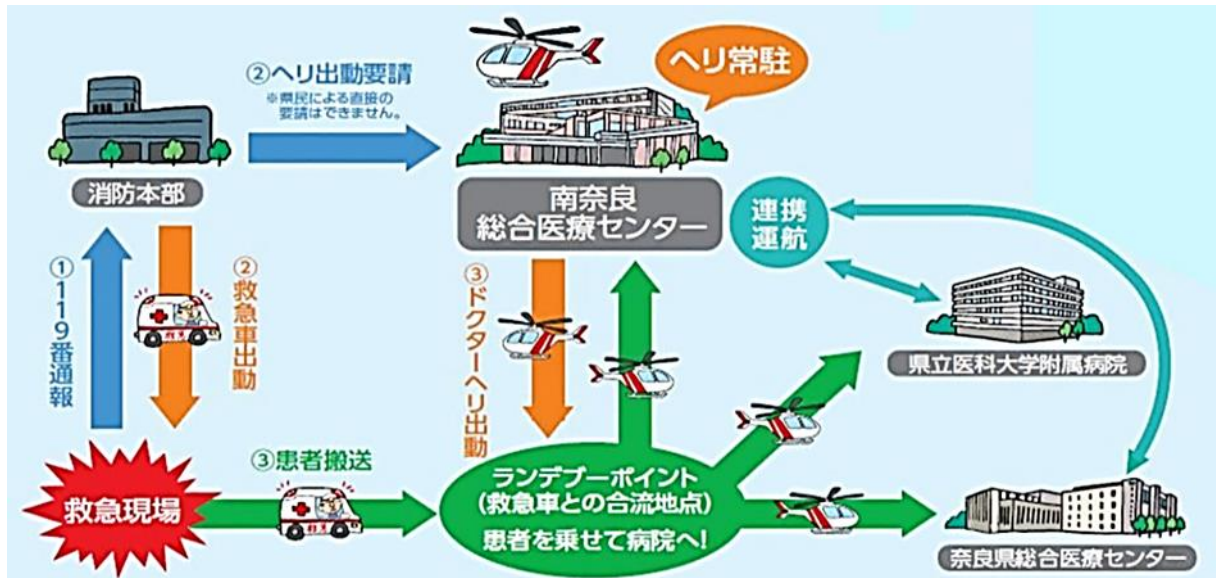 ②ヘリ出動要請
※県民による直接の
要請はできません。
ヘリ常駐
消防本部
南奈良
総合医療センター
連携
運航
①119番通報
②救急車出動
③ドクターヘリ出動
県立医科大学附属病院
救急現場
③患者搬送
ランデブーポイント
(救急車との合流地点)
患者を乗せて病院へ!
奈良県総合医療センター